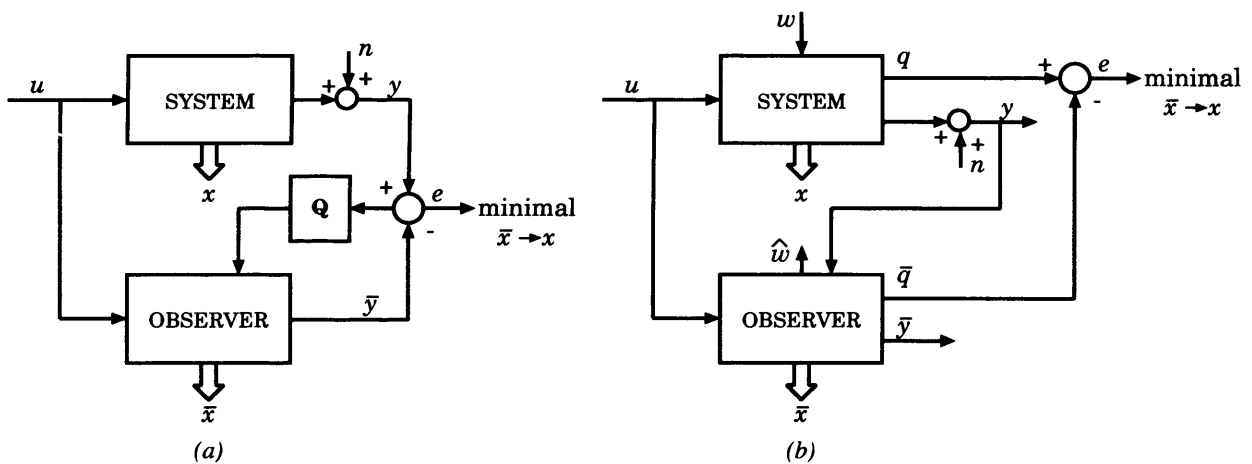 u
SYSTEM
n
+
+
y
x
Q
+
-
e
minimal
x̄ → x
OBSERVER
ȳ
x̄
(a)
w
u
SYSTEM
q
+
-
e
minimal
x̄ → x
+
+
n
y
x
ŵ
OBSERVER
q̄
ȳ
x̄
(b)